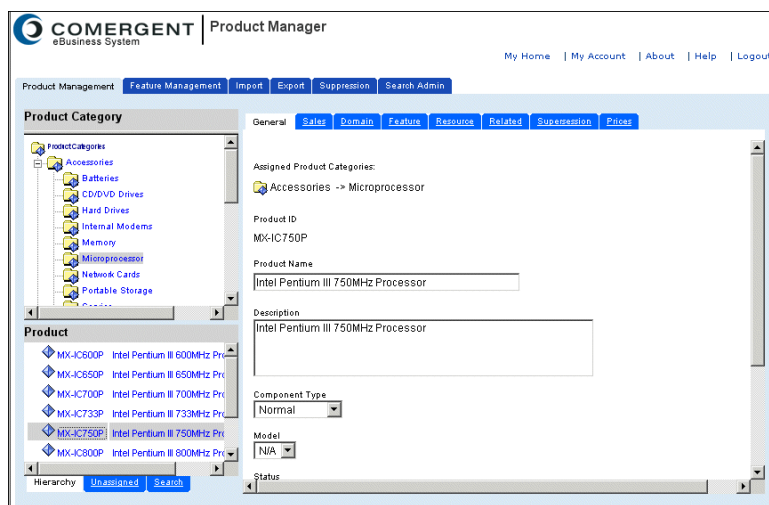 COMERGENT
eBusiness System
Product Manager
My Home | My Account | About | Help | Logout
Product Management Feature Management Import Export Suppression Search Admin
Product Category
Product Categories
Accessories
Batteries
CD/DVD Drives
Hard Drives
Internal Modems
Memory
Microprocessor
Network Cards
Portable Storage
Product
MX-IC600P Intel Pentium III 600MHz Pro
MX-IC650P Intel Pentium III 650MHz Pro
MX-IC700P Intel Pentium III 700MHz Pro
MX-IC733P Intel Pentium III 733MHz Pro
MX-IC750P Intel Pentium III 750MHz Pro
MX-IC800P Intel Pentium III 800MHz Pro
Hierarchy Unassigned Search
General Sales Domain Feature Resource Related Supersession Prices
Assigned Product Categories:
Accessories -> Microprocessor
Product ID
MX-IC750P
Product Name
Intel Pentium III 750MHz Processor
Description
Intel Pentium III 750MHz Processor
Component Type
Normal
Model
N/A
Status